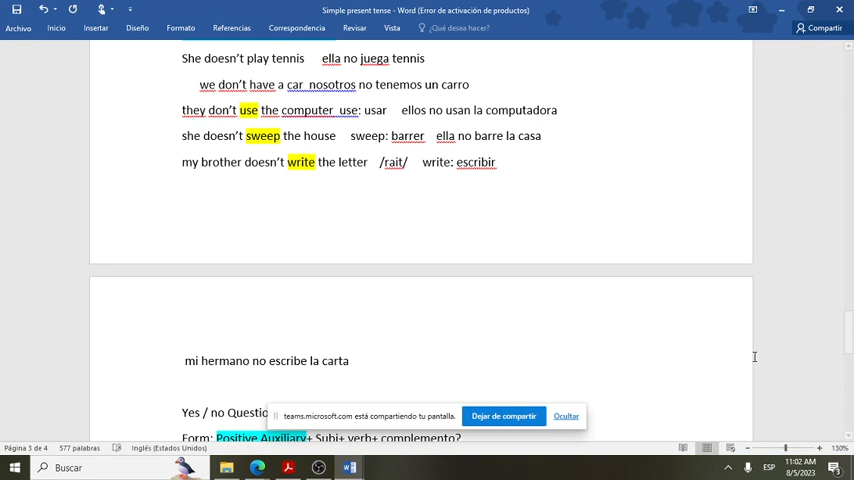 Simple present tense - Word (Error de activación de productos)
Archivo Inicio Insertar Diseño Formato Referencias Correspondencia Revisar Vista ¿Qué desea hacer? Compartir
She doesn't play tennis ella no juega tennis
we don't have a car nosotros no tenemos un carro
they don't use the computer use: usar ellos no usan la computadora
she doesn't sweep the house sweep: barrer ella no barre la casa
my brother doesn't write the letter /rait/ write: escribir
mi hermano no escribe la carta
Yes / no Questio
teams.microsoft.com está compartiendo tu pantalla. Dejar de compartir Ocultar
Form: Positive Auxiliary+ Subj+ verb+ complemento?
Página 3 de 4 577 palabras Inglés (Estados Unidos) 130%
Buscar ESP 11:02 AM
8/5/2023 3